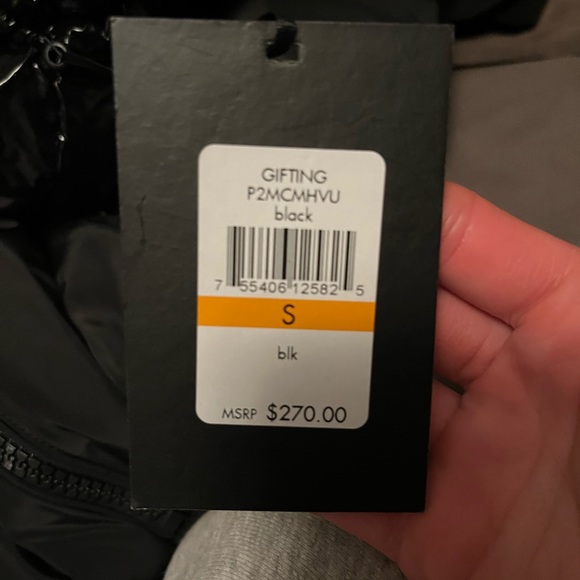 GIFTING
P2MCMHVU
black
7 55406 12582 5
S
blk
MSRP $270.00